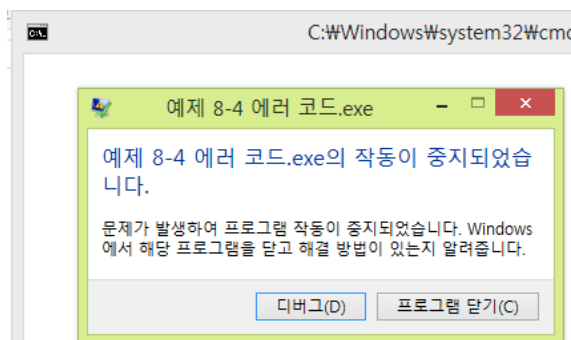 C:\Windows\system32\cmd
예제 8-4 에러 코드.exe
예제 8-4 에러 코드.exe의 작동이 중지되었습
니다.
문제가 발생하여 프로그램 작동이 중지되었습니다. Windows
에서 해당 프로그램을 닫고 해결 방법이 있는지 알려줍니다.
디버그(D) 프로그램 닫기(C)